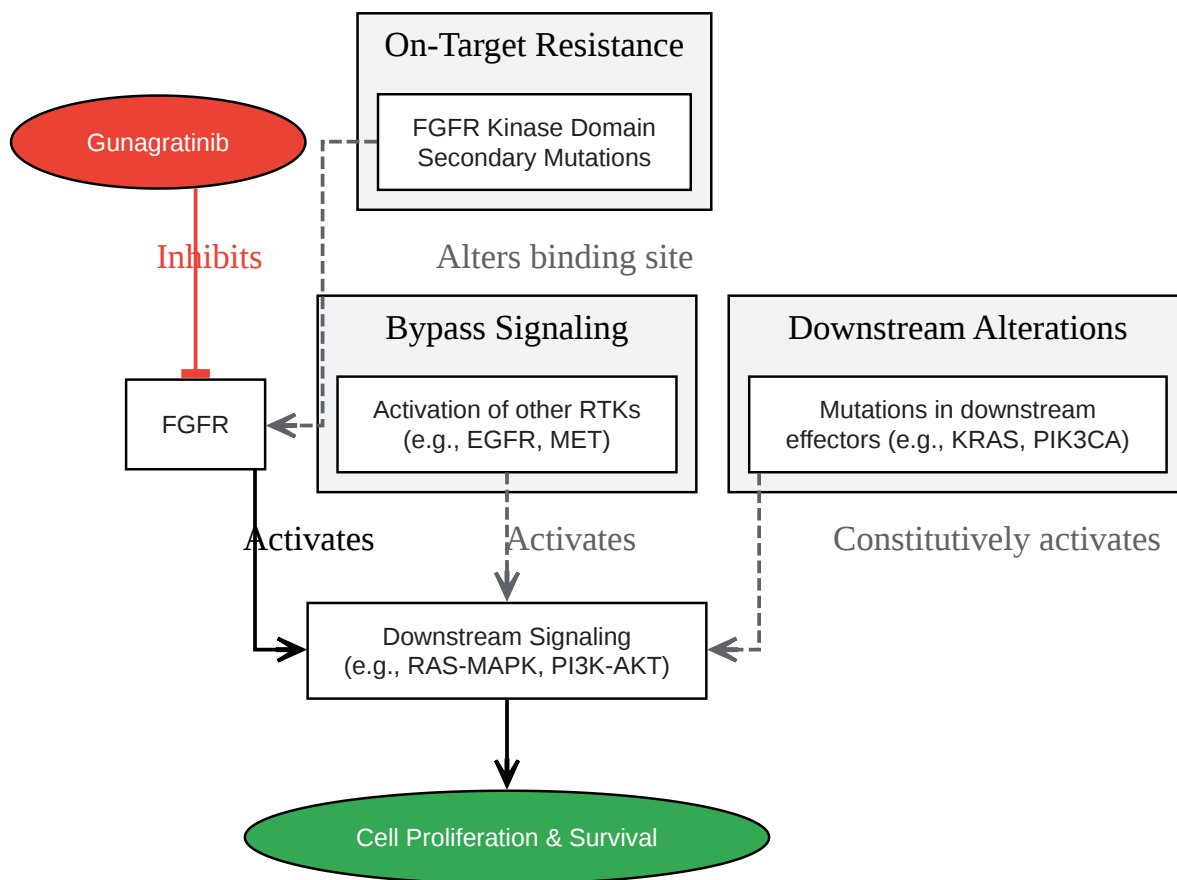 On-Target Resistance
FGFR Kinase Domain
Secondary Mutations
Gunagratinib
Inhibits
Alters binding site
Bypass Signaling
Activation of other RTKs
(e.g., EGFR, MET)
Downstream Alterations
Mutations in downstream
effectors (e.g., KRAS, PIK3CA)
FGFR
Activates
Activates
Constitutively activates
Downstream Signaling
(e.g., RAS-MAPK, PI3K-AKT)
Cell Proliferation & Survival